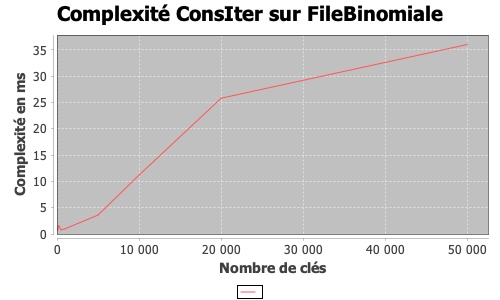 Complexité ConsIter sur FileBinomiale
Complexité en ms
35
30
25
20
15
10
5
0
0 10 000 20 000 30 000 40 000 50 000
Nombre de clés